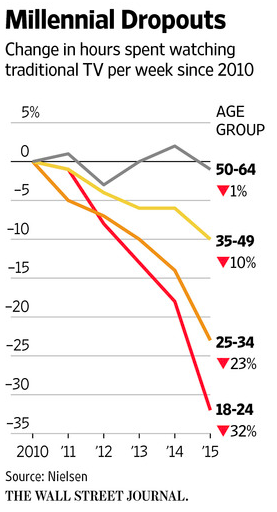 Millennial Dropouts
Change in hours spent watching
traditional TV per week since 2010
5%
0
–5
–10
–15
–20
–25
–30
–35
AGE
GROUP
50-64
▼1%
35-49
▼10%
25-34
▼23%
18-24
▼32%
2010 ’11 ’12 ’13 ’14 ’15
Source: Nielsen
THE WALL STREET JOURNAL.